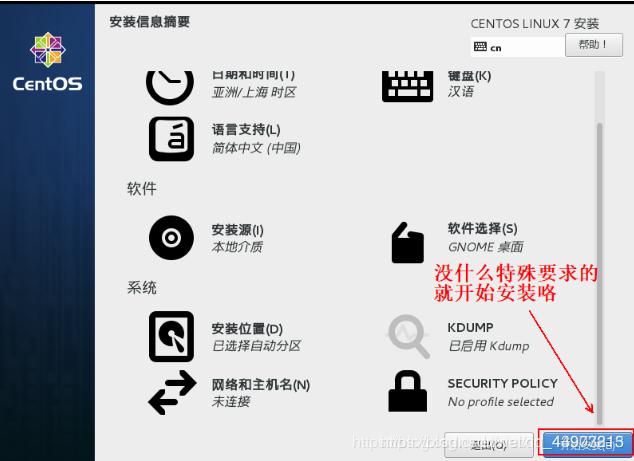 安装信息摘要
CENTOS LINUX 7 安装
cn
帮助！
CentOS
日期和时间(T)
亚洲/上海 时区
键盘(K)
汉语
语言支持(L)
简体中文 (中国)
软件
安装源(I)
本地介质
软件选择(S)
GNOME 桌面
没什么特殊要求的
就开始安装咯
系统
安装位置(D)
已选择自动分区
KDUMP
已启用 Kdump
网络和主机名(N)
未连接
SECURITY POLICY
No profile selected
退出(Q)
开始安装(B)